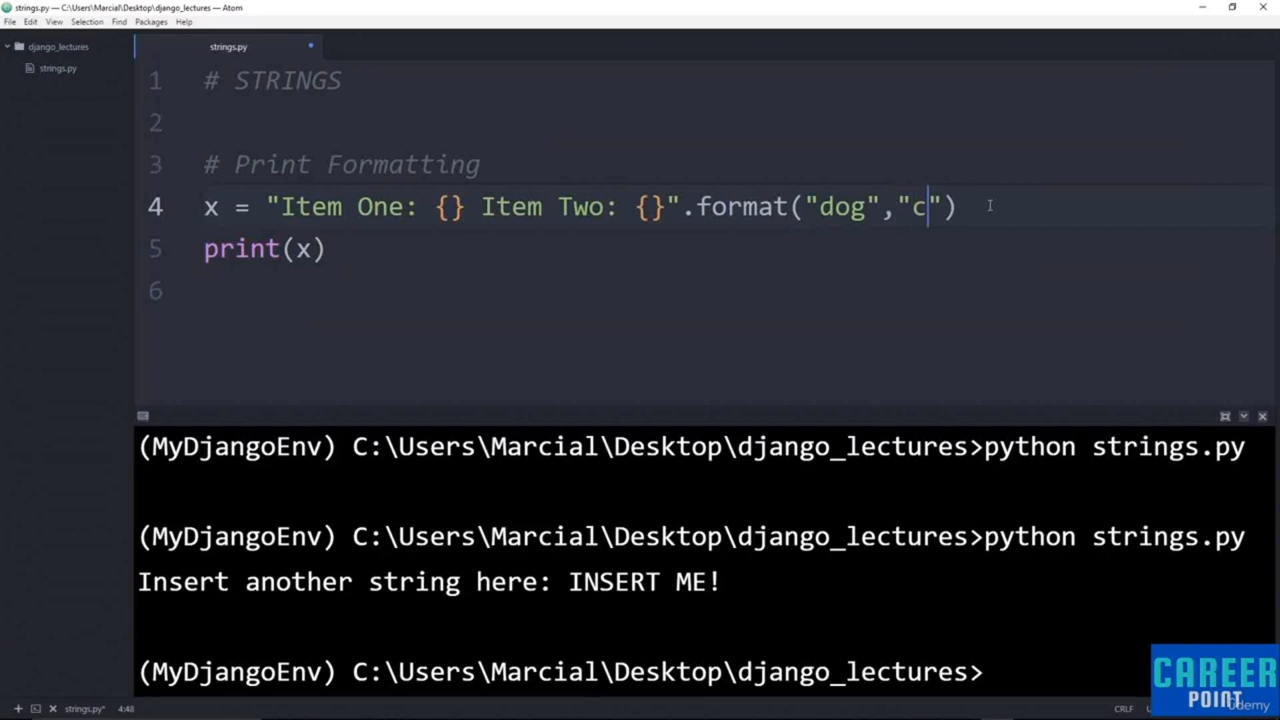 strings.py — C:\Users\Marcial\Desktop\django_lectures — Atom
File Edit View Selection Find Packages Help
django_lectures
strings.py
strings.py
1 # STRINGS
2
3 # Print Formatting
4 x = "Item One: {} Item Two: {}".format("dog","c")
5 print(x)
6
(MyDjangoEnv) C:\Users\Marcial\Desktop\django_lectures>python strings.py
(MyDjangoEnv) C:\Users\Marcial\Desktop\django_lectures>python strings.py
Insert another string here: INSERT ME!
(MyDjangoEnv) C:\Users\Marcial\Desktop\django_lectures>
CAREER
POINT
Udemy
strings.py* 4:48 CRLF